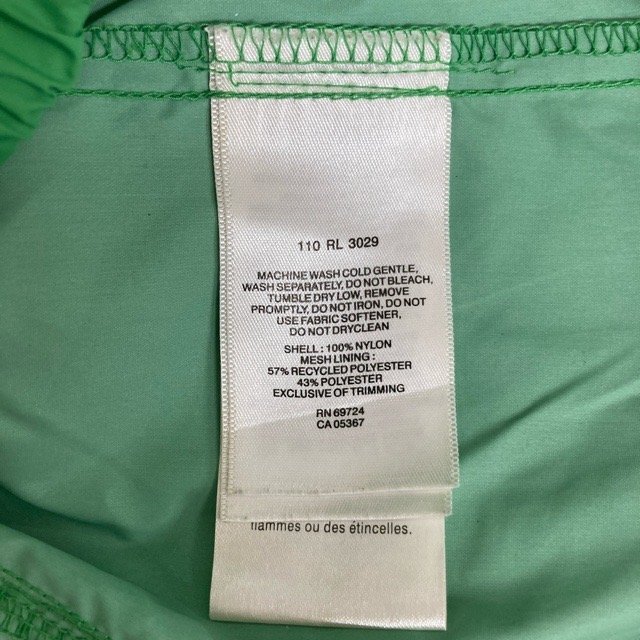 110 RL 3029
MACHINE WASH COLD GENTLE,
WASH SEPARATELY, DO NOT BLEACH,
TUMBLE DRY LOW, REMOVE
PROMPTLY, DO NOT IRON, DO NOT
USE FABRIC SOFTENER,
DO NOT DRYCLEAN
SHELL : 100% NYLON
MESH LINING :
57% RECYCLED POLYESTER
43% POLYESTER
EXCLUSIVE OF TRIMMING
RN 69724
CA 05367
flammes ou des étincelles.